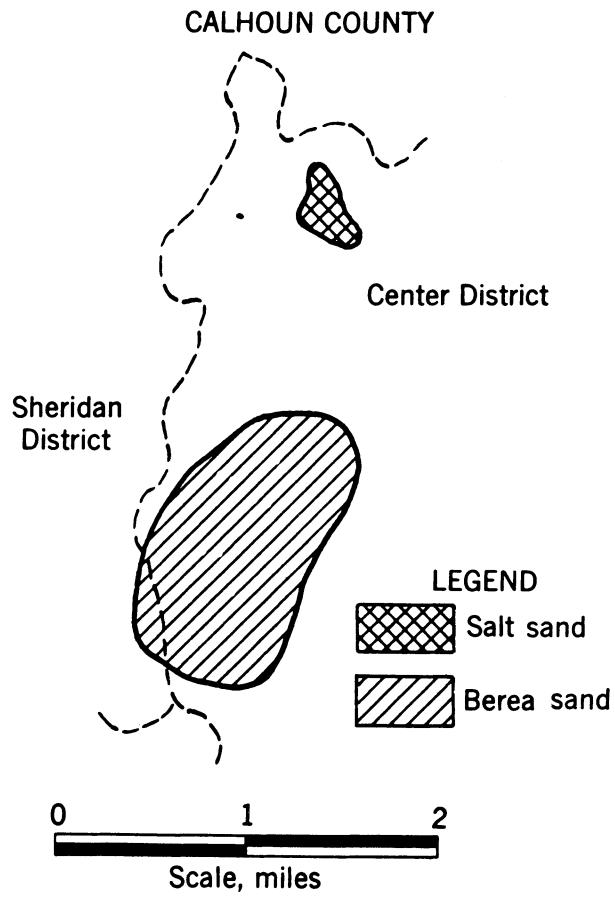 CALHOUN COUNTY
Center District
Sheridan
District
LEGEND
Salt sand
Berea sand
0 1 2
Scale, miles